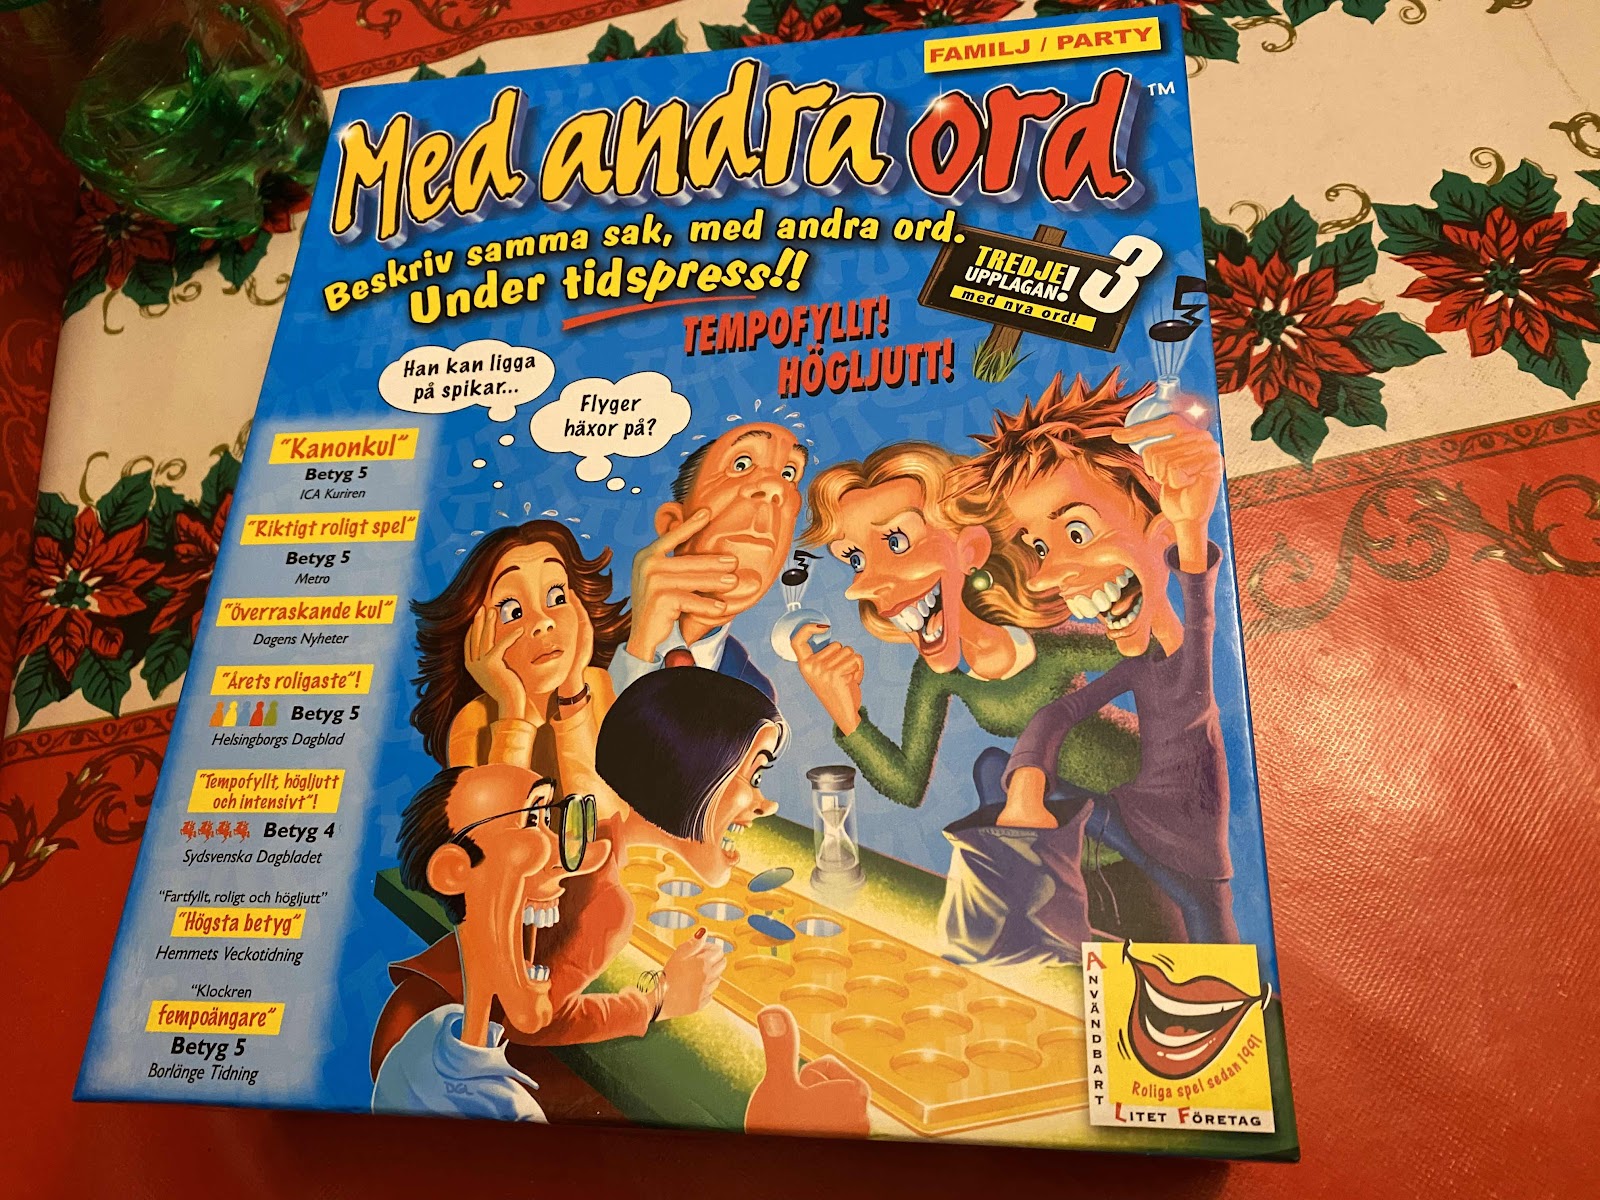 FAMILJ / PARTY
Med andra ord™
Beskriv samma sak, med andra ord.
Under tidspress!!
TREDJE
UPPLAGAN! 3
med nya ord!
TEMPOFYLLT!
HÖGLJUTT!
Han kan ligga
på spikar...
Flyger
häxor på?
"Kanonkul"
Betyg 5
ICA Kuriren
"Riktigt roligt spel"
Betyg 5
Metro
"Överraskande kul"
Dagens Nyheter
"Årets roligaste"!
Betyg 5
Helsingborgs Dagblad
"Tempofyllt, högljutt
och intensivt"!
Betyg 4
Sydsvenska Dagbladet
"Fartfyllt, roligt och högljutt"
"Högsta betyg"
Hemmets Veckotidning
"Klockren
fempoängare"
Betyg 5
Borlänge Tidning
DGL
ANVÄNDBART
Roliga spel sedan 1991
LITET FÖRETAG